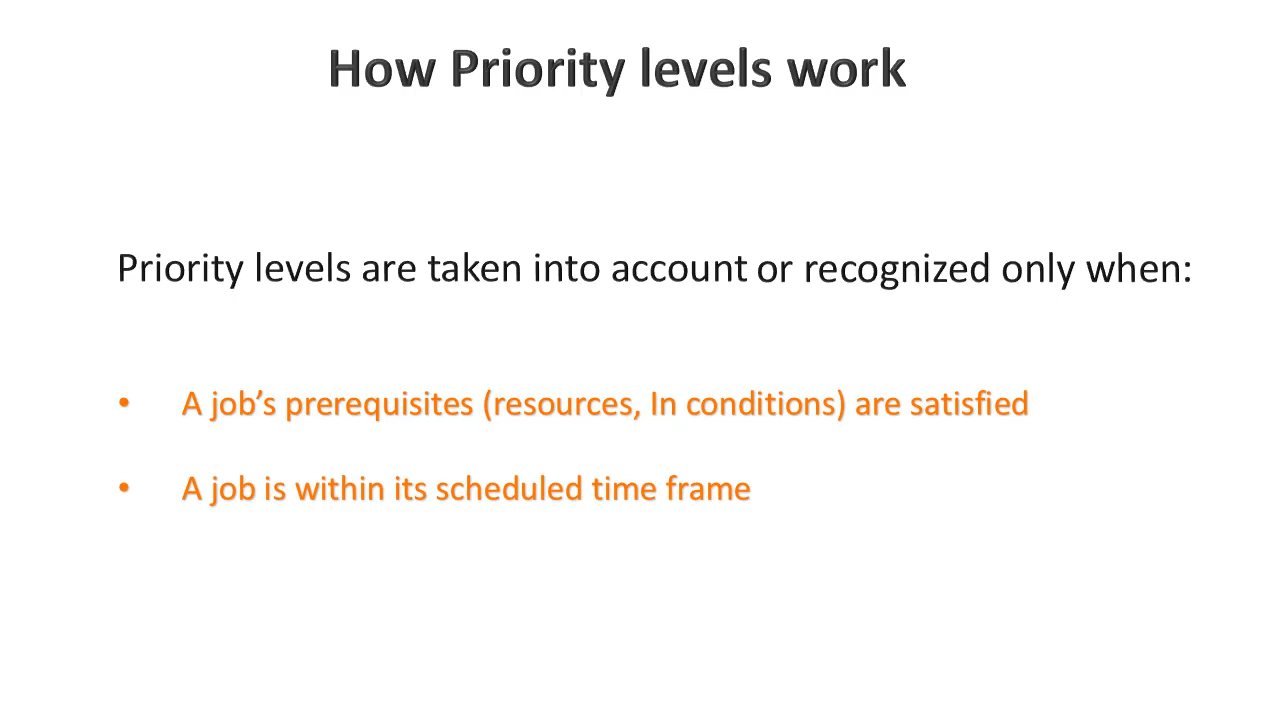 How Priority levels work
Priority levels are taken into account or recognized only when:
• A job’s prerequisites (resources, In conditions) are satisfied
• A job is within its scheduled time frame